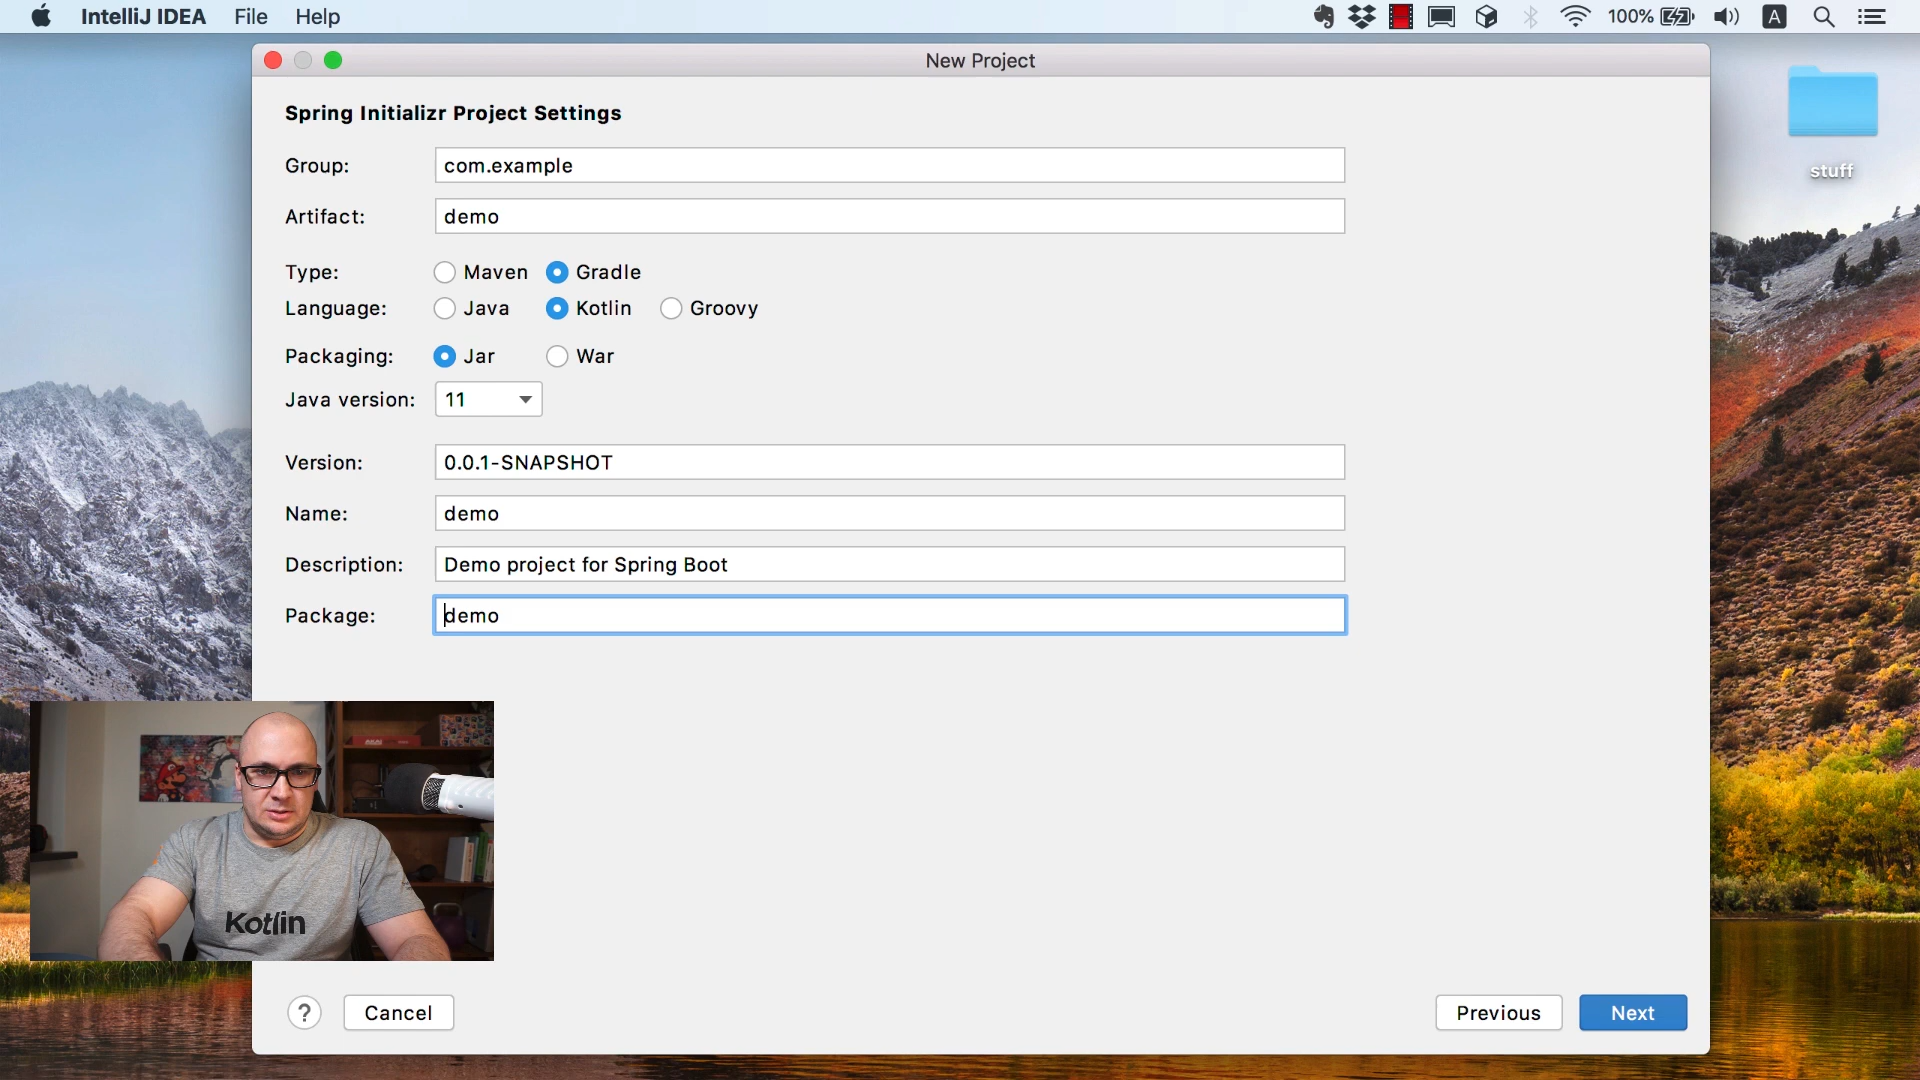 IntelliJ IDEA File Help 100% A
New Project
stuff
Spring Initializr Project Settings
Group: com.example
Artifact: demo
Type: Maven Gradle
Language: Java Kotlin Groovy
Packaging: Jar War
Java version: 11
Version: 0.0.1-SNAPSHOT
Name: demo
Description: Demo project for Spring Boot
Package: demo
Kotlin
? Cancel Previous Next